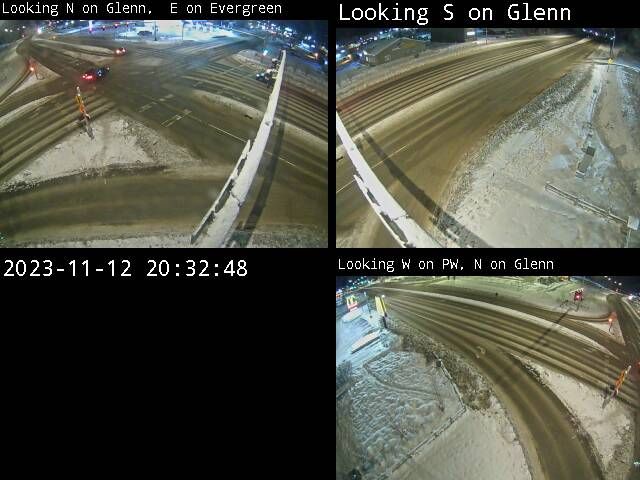 Looking N on Glenn,  E on Evergreen
Looking S on Glenn
2023-11-12 20:32:48
Looking W on PW, N on Glenn